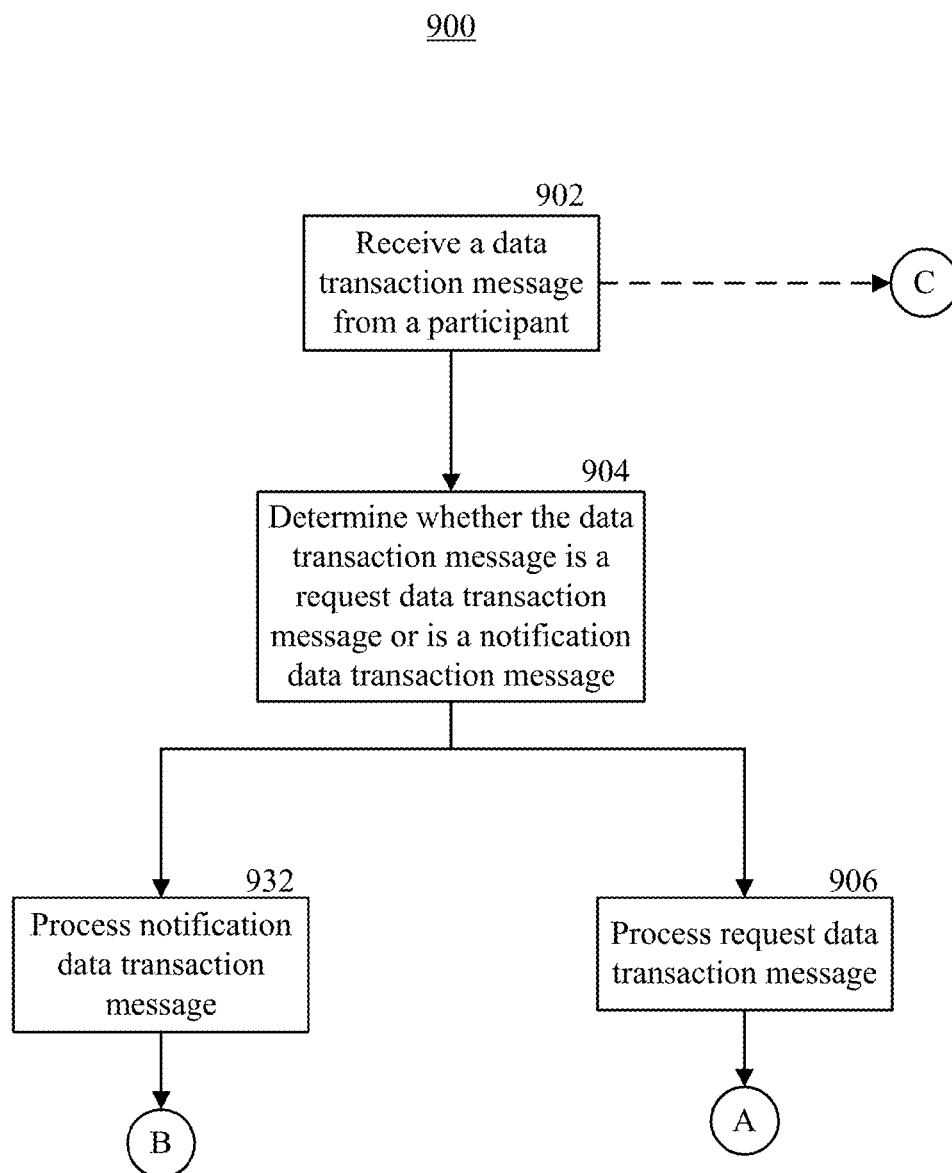 900
902
Receive a data
transaction message
from a participant
C
904
Determine whether the data
transaction message is a
request data transaction
message or is a notification
data transaction message
932
Process notification
data transaction
message
906
Process request data
transaction message
B
A